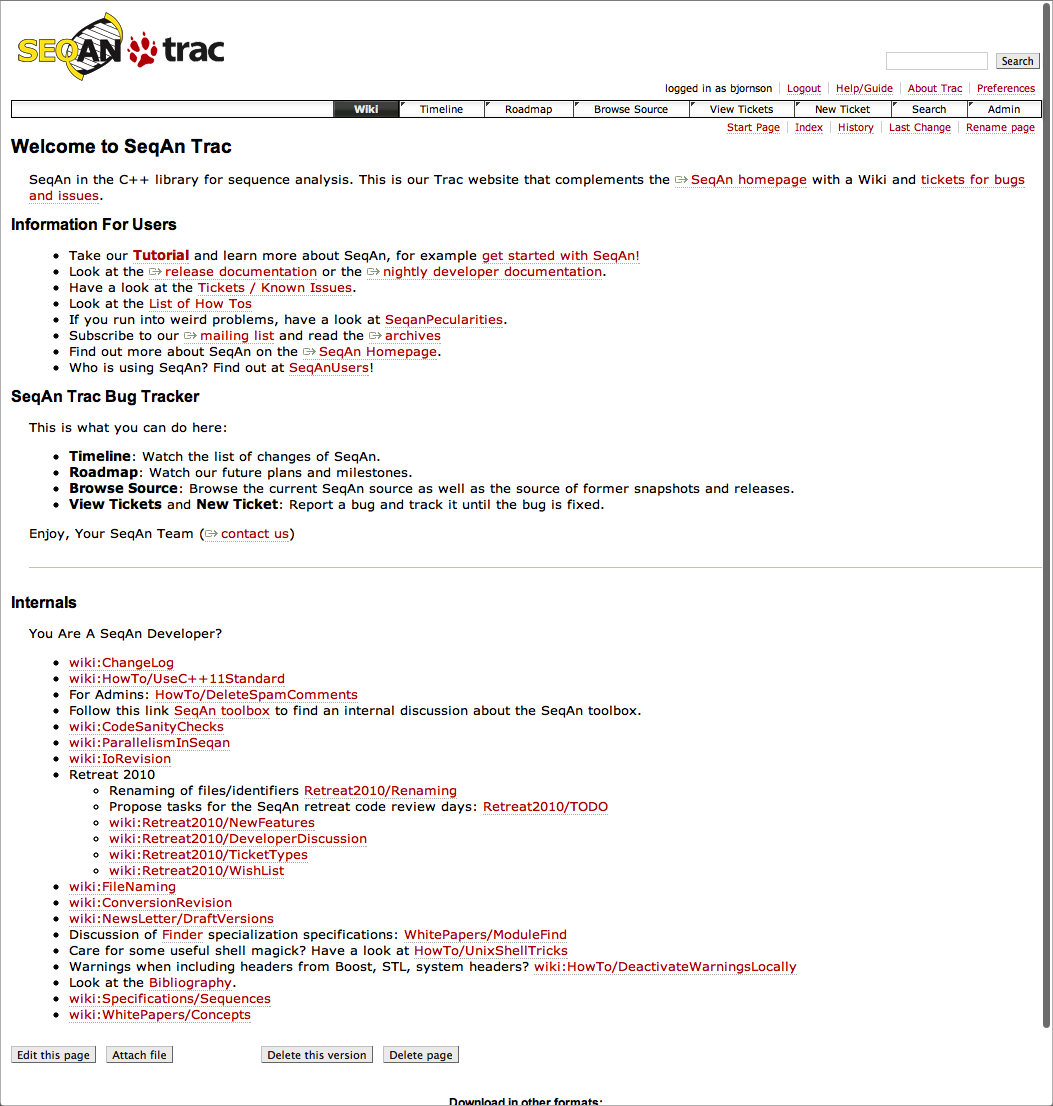 SEQAN trac
Search
logged in as bjornson Logout Help/Guide About Trac Preferences
Wiki Timeline Roadmap Browse Source View Tickets New Ticket Search Admin
Start Page Index History Last Change Rename page
Welcome to SeqAn Trac
SeqAn in the C++ library for sequence analysis. This is our Trac website that complements the SeqAn homepage with a Wiki and tickets for bugs
and issues.
Information For Users
Take our Tutorial and learn more about SeqAn, for example get started with SeqAn!
Look at the release documentation or the nightly developer documentation.
Have a look at the Tickets / Known Issues.
Look at the List of How Tos
If you run into weird problems, have a look at SeqanPecularities.
Subscribe to our mailing list and read the archives
Find out more about SeqAn on the SeqAn Homepage.
Who is using SeqAn? Find out at SeqAnUsers!
SeqAn Trac Bug Tracker
This is what you can do here:
Timeline: Watch the list of changes of SeqAn.
Roadmap: Watch our future plans and milestones.
Browse Source: Browse the current SeqAn source as well as the source of former snapshots and releases.
View Tickets and New Ticket: Report a bug and track it until the bug is fixed.
Enjoy, Your SeqAn Team (contact us)
Internals
You Are A SeqAn Developer?
wiki:ChangeLog
wiki:HowTo/UseC++11Standard
For Admins: HowTo/DeleteSpamComments
Follow this link SeqAn toolbox to find an internal discussion about the SeqAn toolbox.
wiki:CodeSanityChecks
wiki:ParallelismInSeqan
wiki:IoRevision
Retreat 2010
Renaming of files/identifiers Retreat2010/Renaming
Propose tasks for the SeqAn retreat code review days: Retreat2010/TODO
wiki:Retreat2010/NewFeatures
wiki:Retreat2010/DeveloperDiscussion
wiki:Retreat2010/TicketTypes
wiki:Retreat2010/WishList
wiki:FileNaming
wiki:ConversionRevision
wiki:NewsLetter/DraftVersions
Discussion of Finder specialization specifications: WhitePapers/ModuleFind
Care for some useful shell magick? Have a look at HowTo/UnixShellTricks
Warnings when including headers from Boost, STL, system headers? wiki:HowTo/DeactivateWarningsLocally
Look at the Bibliography.
wiki:Specifications/Sequences
wiki:WhitePapers/Concepts
Edit this page Attach file Delete this version Delete page
Download in other formats: